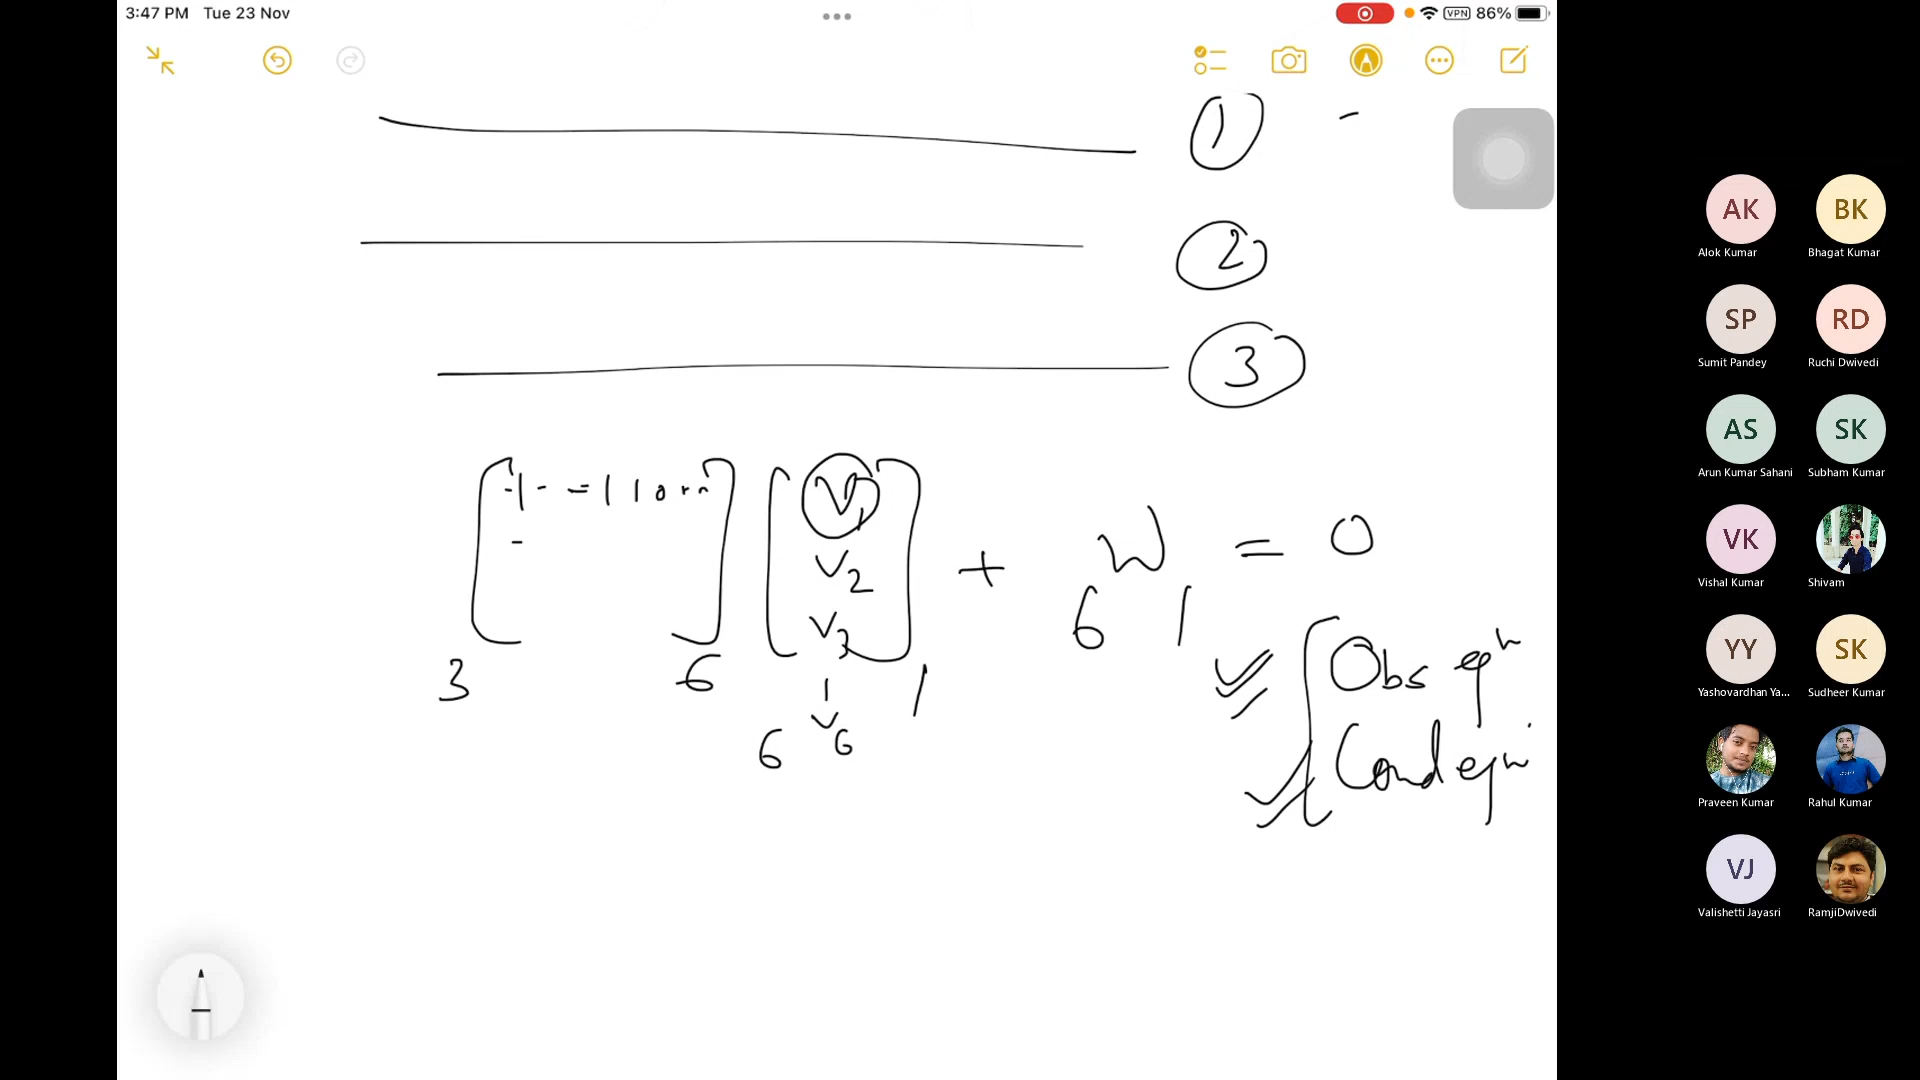 3:47 PM Tue 23 Nov
VPN 86%
1
2
3
V1
V2
V3
V6
+ W = 0
3 6
6 1
6 1
Obs eqn
Cond eqn
AK BK
Alok Kumar Bhagat Kumar
SP RD
Sumit Pandey Ruchi Dwivedi
AS SK
Arun Kumar Sahani Subham Kumar
VK
Vishal Kumar Shivam
YY SK
Yashovardhan Ya... Sudheer Kumar
Praveen Kumar Rahul Kumar
VJ
Valishetti Jayasri RamjiDwivedi